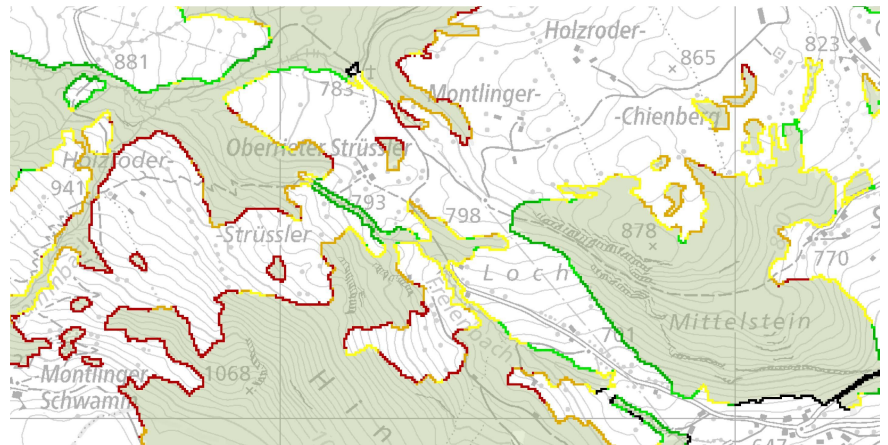 Holzroder-
881
865
823
783
Montlinger-
-Chienberg
Oberrieter Strüssler
Holzroder-
941
793
798
Strüssler
878
Loch
770
Mittelstein
701
1068
Montlinger
Schwamm
H
n